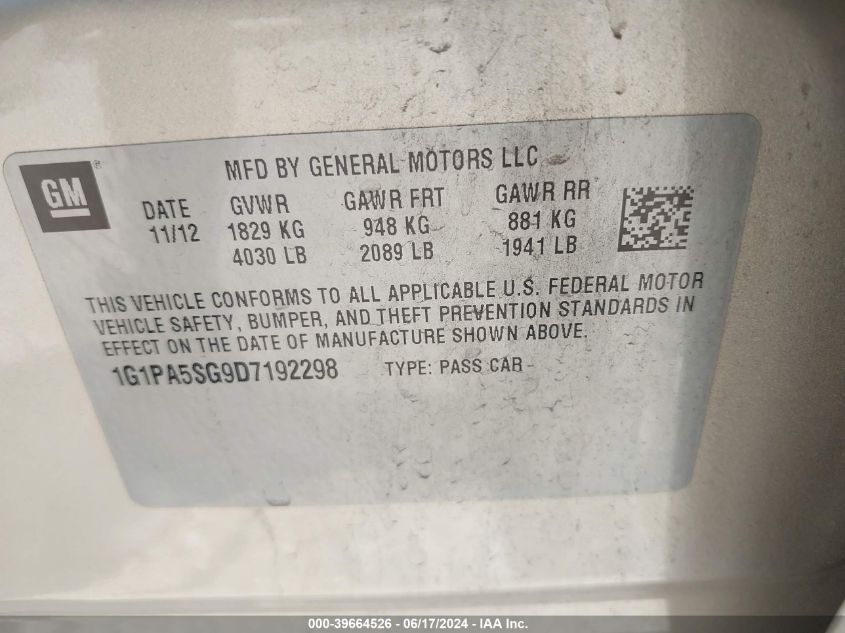 MFD BY GENERAL MOTORS LLC
GM®
DATE GVWR GAWR FRT GAWR RR
11/12 1829 KG 948 KG 881 KG
4030 LB 2089 LB 1941 LB
THIS VEHICLE CONFORMS TO ALL APPLICABLE U.S. FEDERAL MOTOR
VEHICLE SAFETY, BUMPER, AND THEFT PREVENTION STANDARDS IN
EFFECT ON THE DATE OF MANUFACTURE SHOWN ABOVE.
1G1PA5SG9D7192298 TYPE: PASS CAR
000-39664526 / 06/17/2024 - IAA Inc.